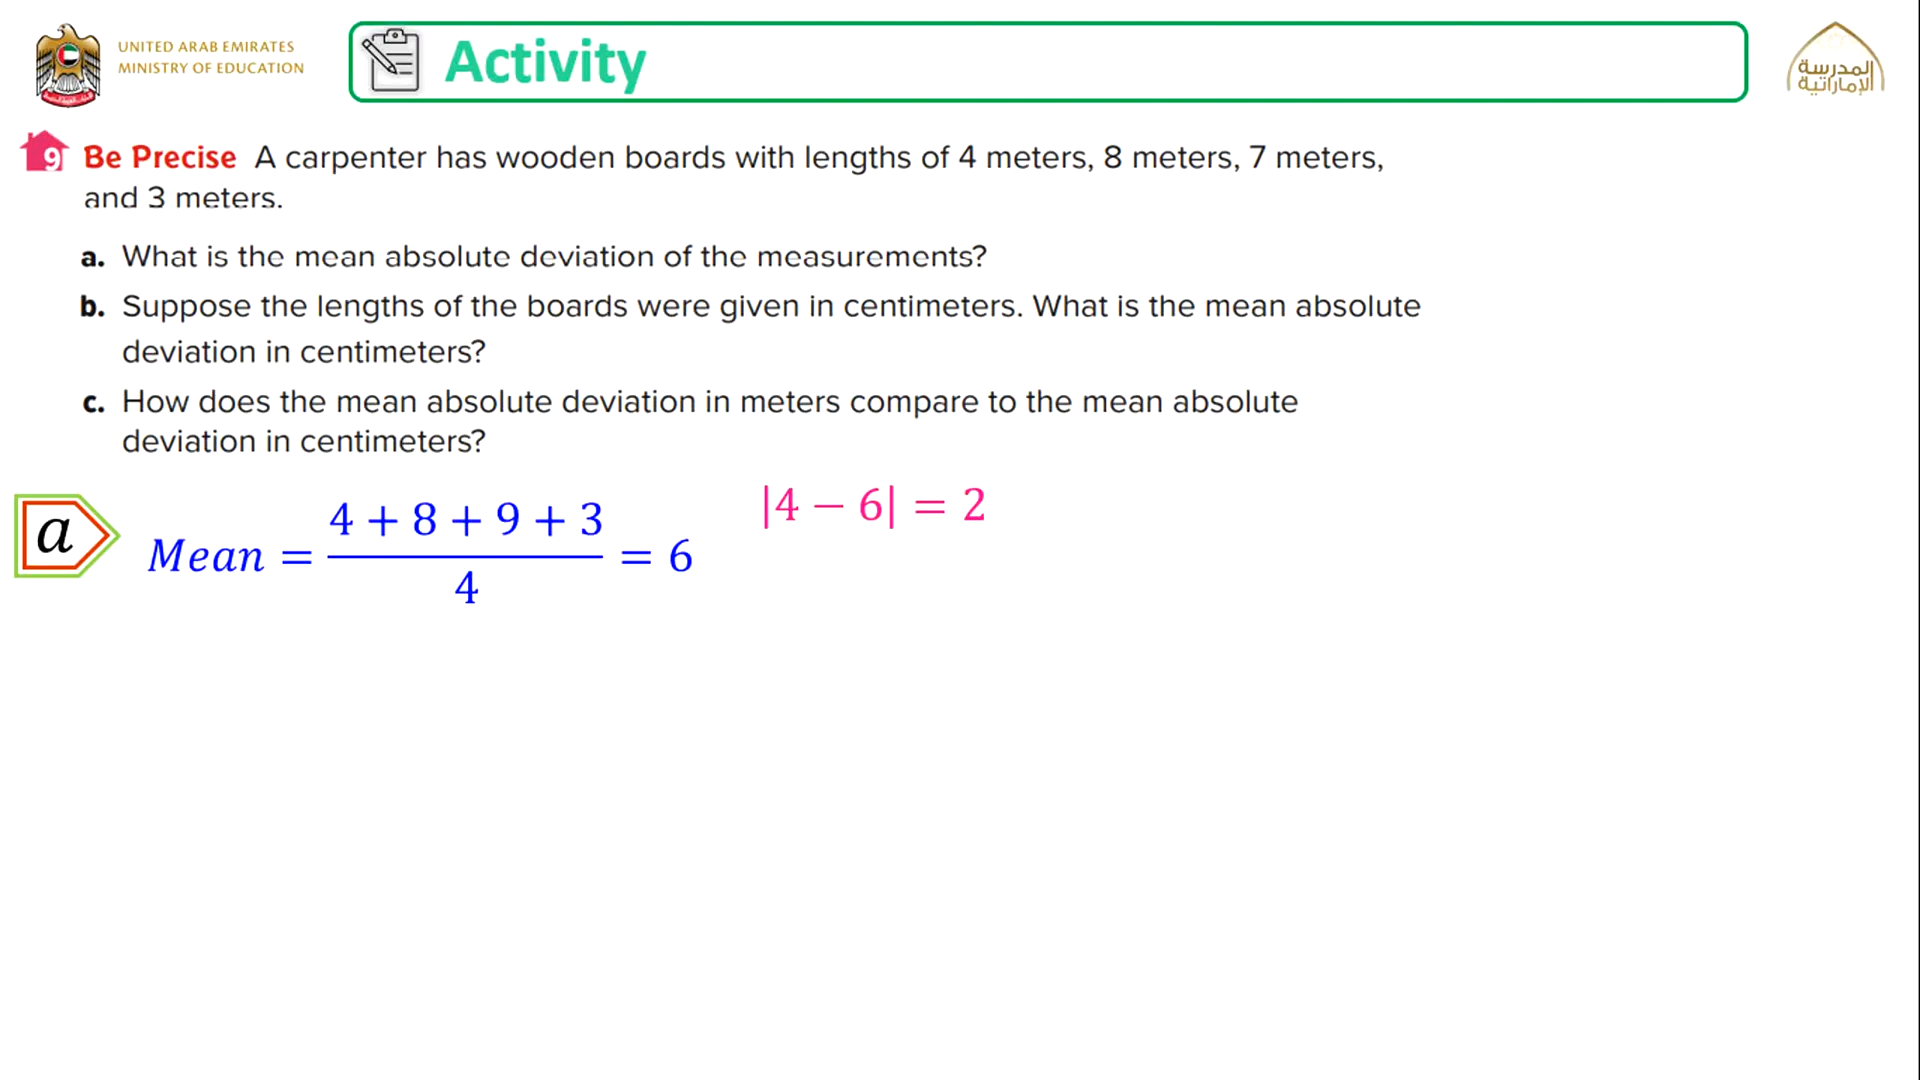 UNITED ARAB EMIRATES
MINISTRY OF EDUCATION
Activity
المدرسة
الإماراتية
9 Be Precise A carpenter has wooden boards with lengths of 4 meters, 8 meters, 7 meters,
and 3 meters.
a. What is the mean absolute deviation of the measurements?
b. Suppose the lengths of the boards were given in centimeters. What is the mean absolute
deviation in centimeters?
c. How does the mean absolute deviation in meters compare to the mean absolute
deviation in centimeters?
a
Mean = (4 + 8 + 9 + 3)/4 = 6
|4 − 6| = 2